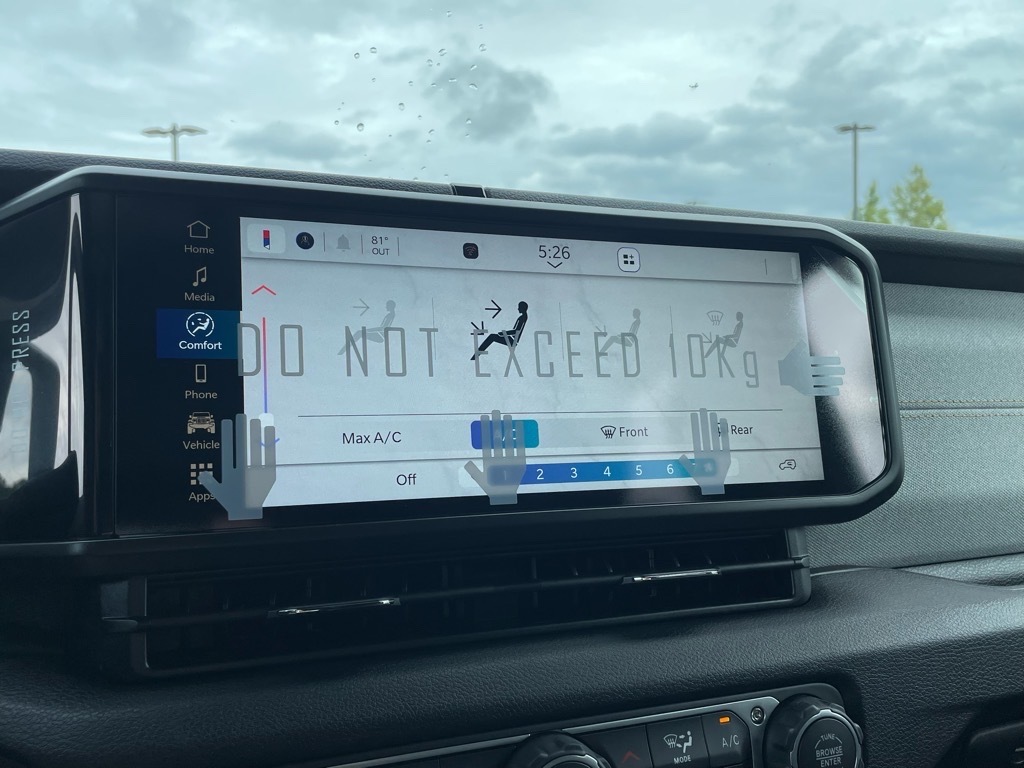 Home
81°
OUT
5:26
Media
PRESS
Comfort
DO NOT EXCEED 10Kg
Phone
Vehicle
Max A/C
Front
Rear
Apps
Off
1 2 3 4 5 6
MODE
A/C
TUNE
BROWSE
ENTER